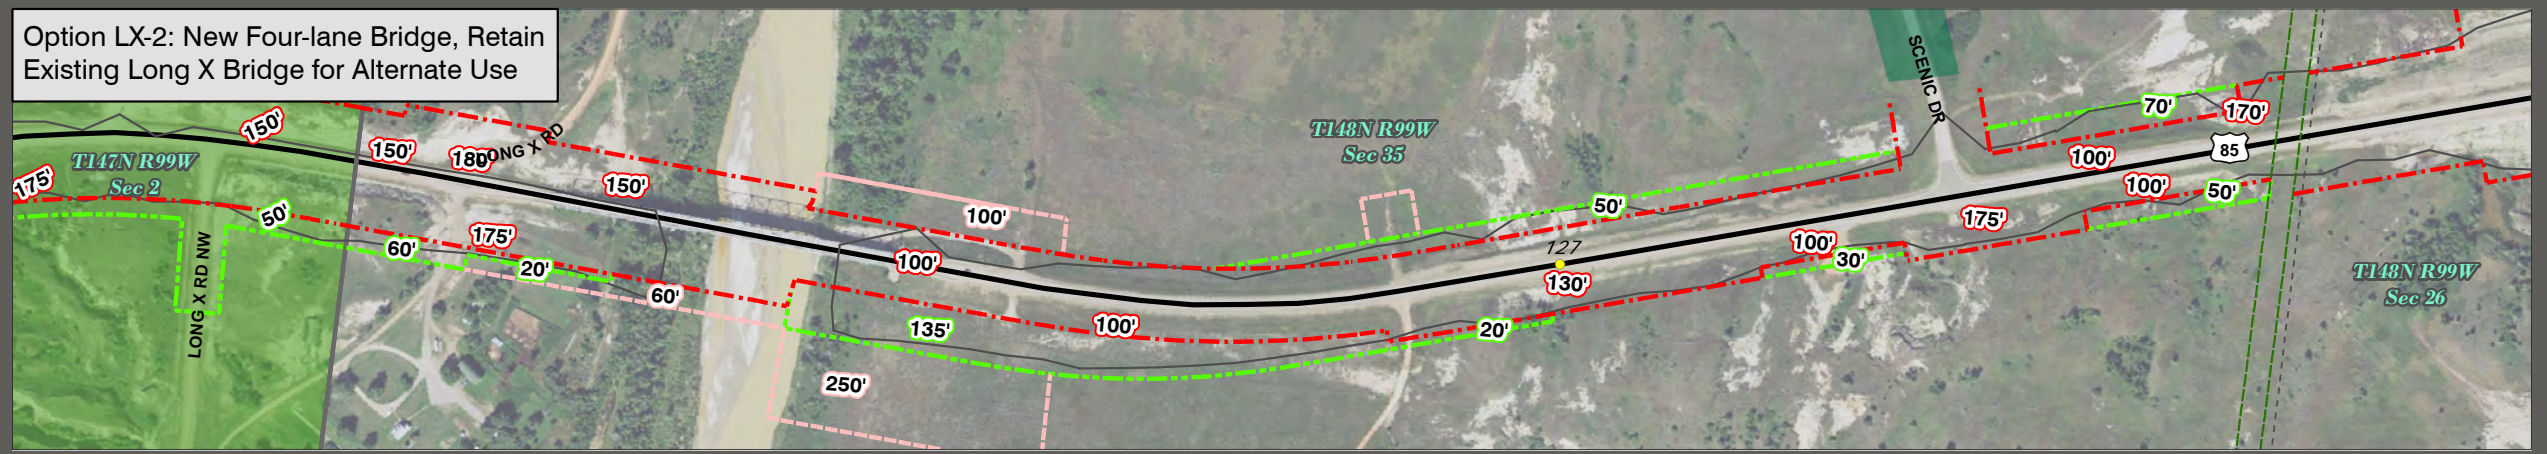 Option LX-2: New Four-lane Bridge, Retain
Existing Long X Bridge for Alternate Use
SCENIC DR
150'
70'
170'
LONG X RD
T148N R99W
Sec 35
85
150'
180'
100'
T147N R99W
Sec 2
175'
150'
100'
50'
50'
50'
100'
175'
175'
127
100'
60'
100'
30'
20'
130'
T148N R99W
Sec 26
60'
LONG X RD NW
135'
100'
20'
250'